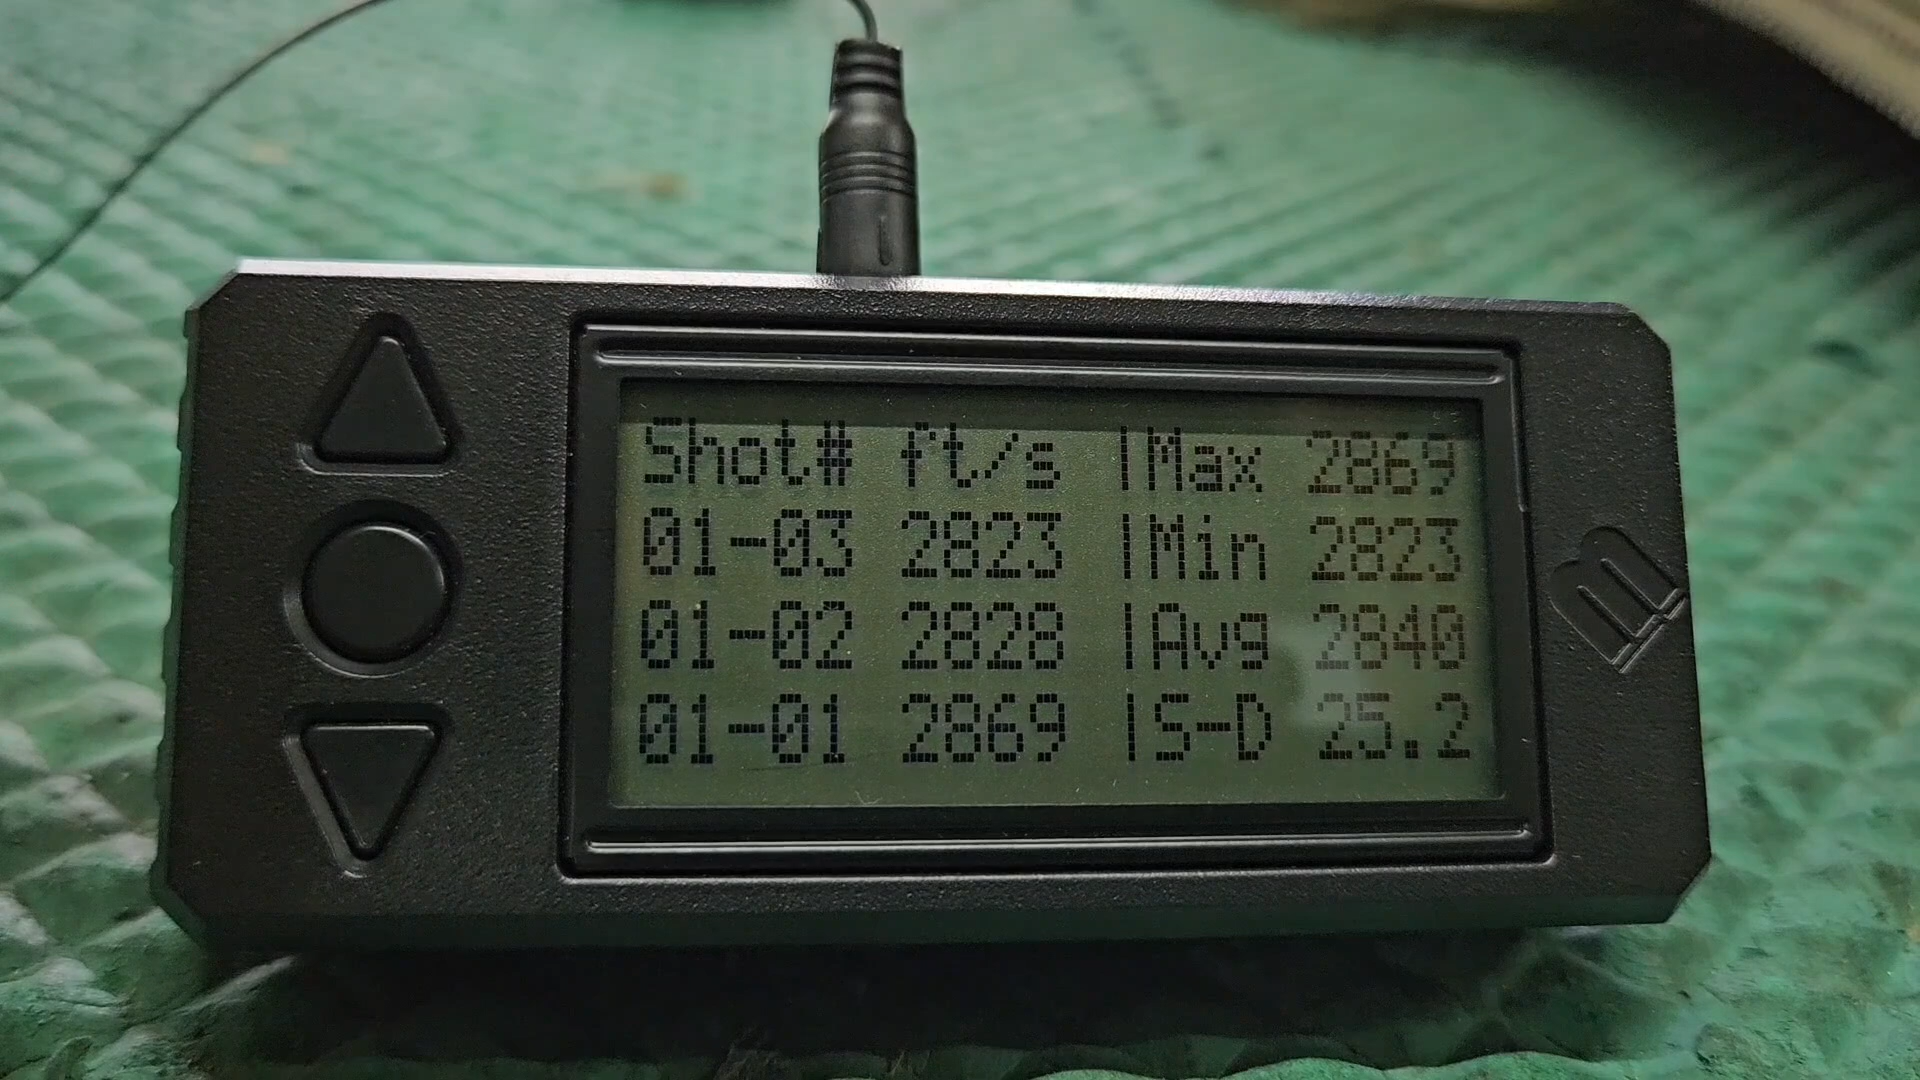 Shot# ft/s |Max 2869
01-03 2823 |Min 2823
01-02 2828 |Avg 2840
01-01 2869 |S-D 25.2